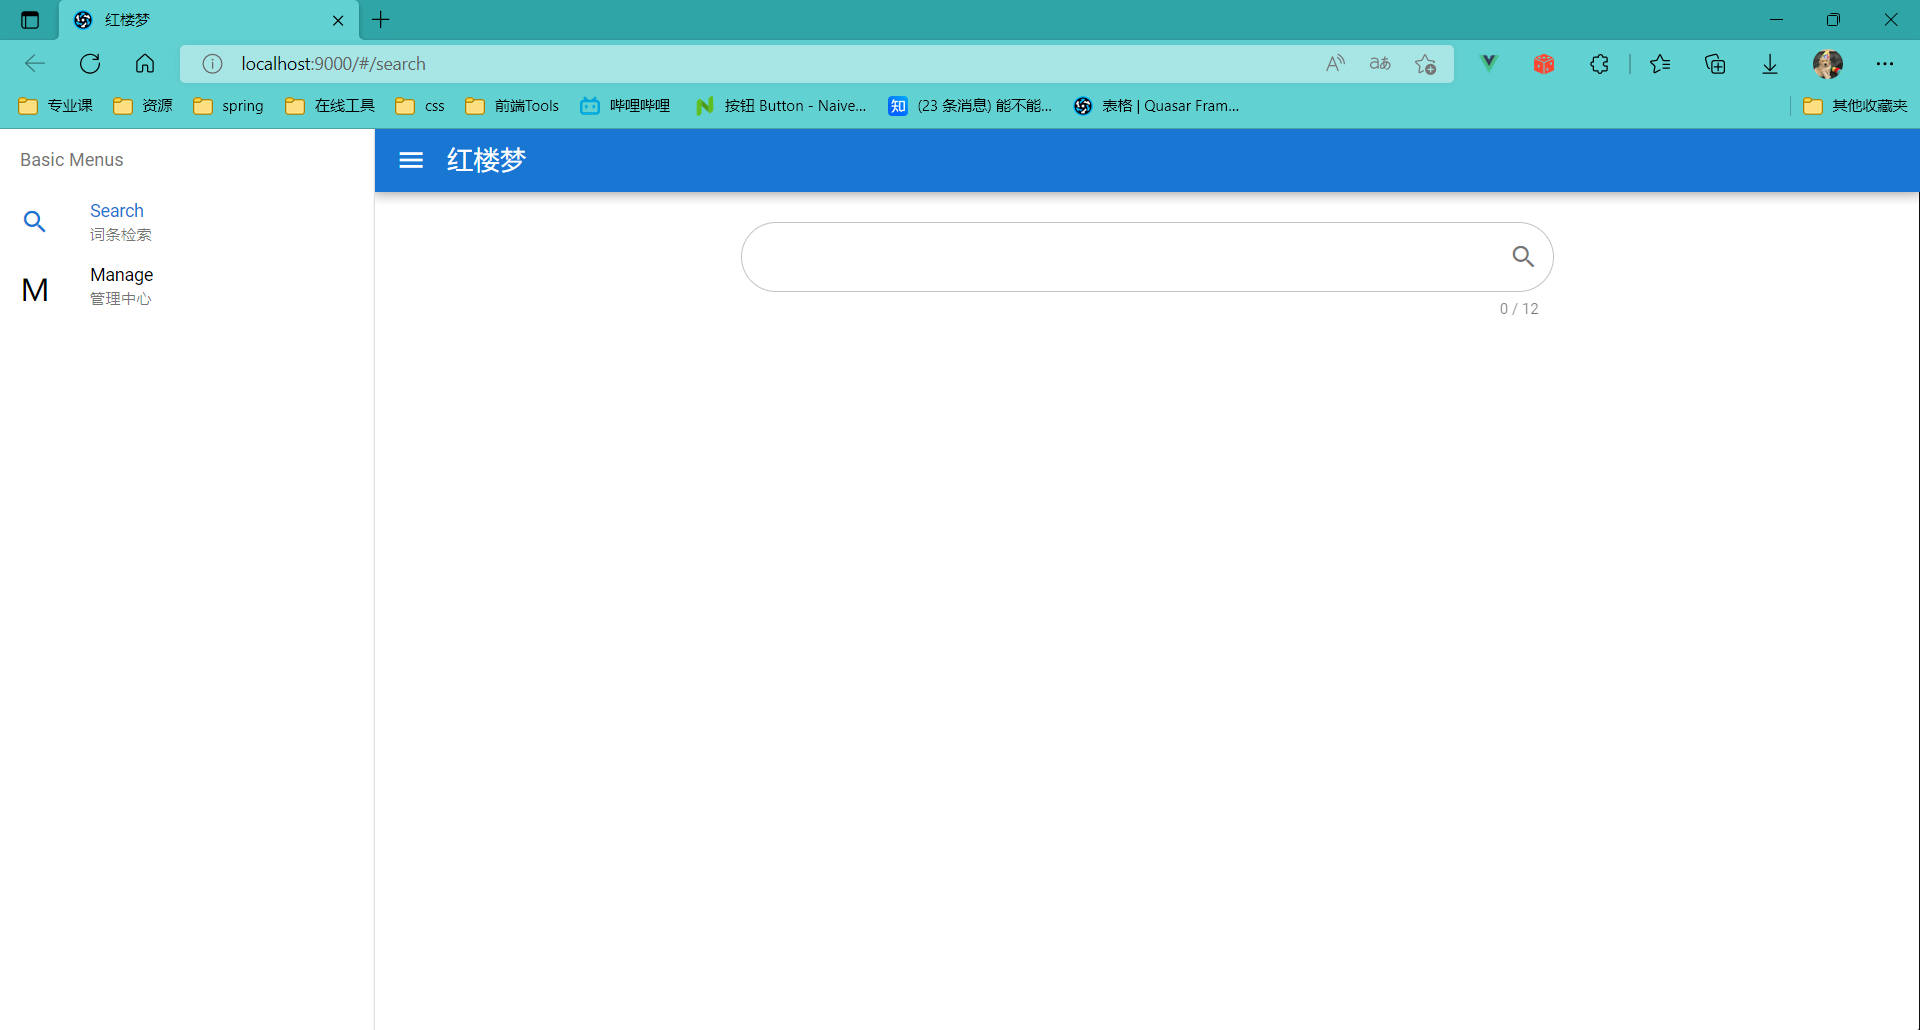 红楼梦
localhost:9000/#/search
专业课 资源 spring 在线工具 css 前端Tools 哔哩哔哩 按钮 Button - Naive... 知 (23 条消息) 能不能... 表格 | Quasar Fram... 其他收藏夹
Basic Menus
Search
词条检索
M
Manage
管理中心
红楼梦
0 / 12